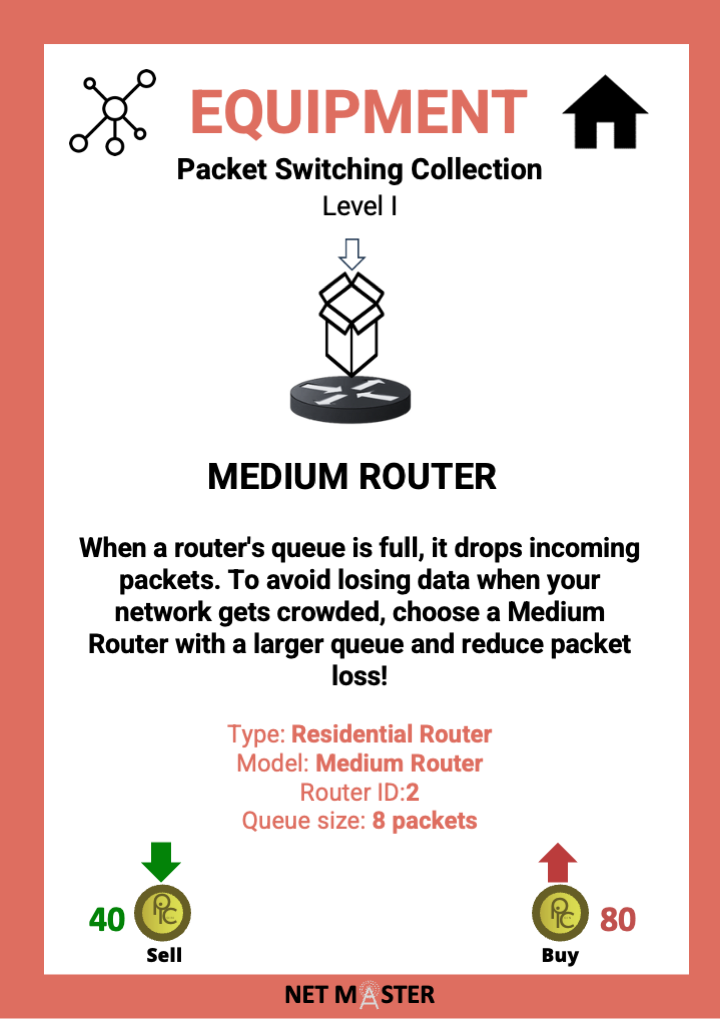 EQUIPMENT
Packet Switching Collection
Level I
MEDIUM ROUTER
When a router's queue is full, it drops incoming
packets. To avoid losing data when your
network gets crowded, choose a Medium
Router with a larger queue and reduce packet
loss!
Type: Residential Router
Model: Medium Router
Router ID:2
Queue size: 8 packets
40
Sell
80
Buy
NET MASTER